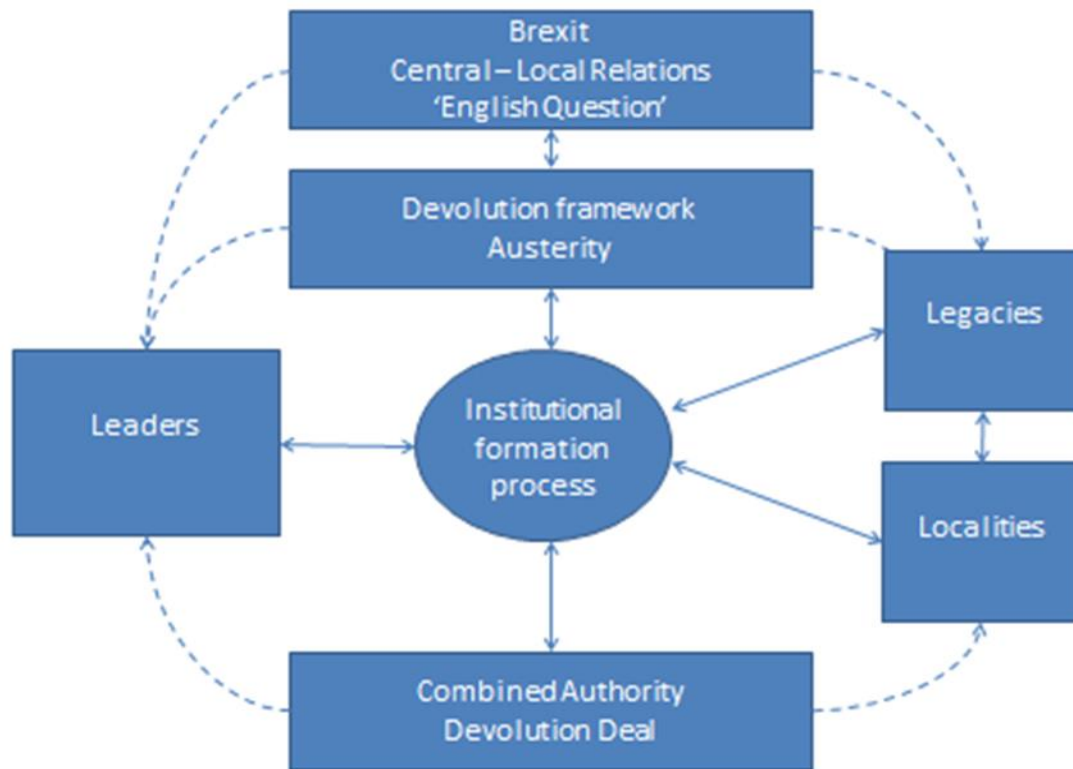 Brexit
Central – Local Relations
‘English Question’
Devolution framework
Austerity
Legacies
Leaders
Institutional
formation
process
Localities
Combined Authority
Devolution Deal